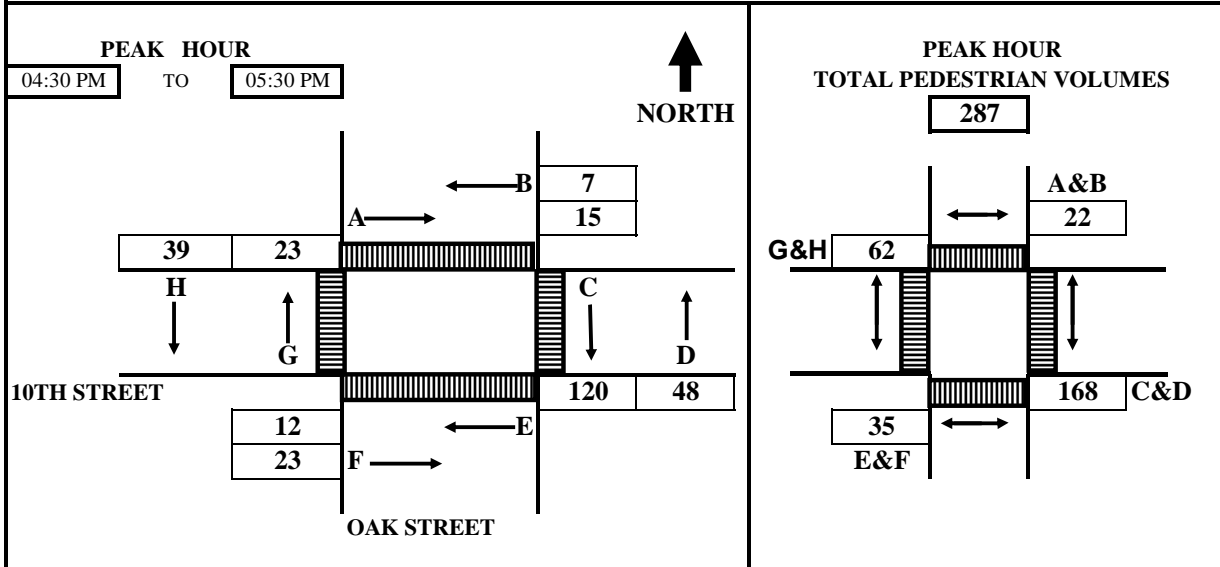 PEAK HOUR
04:30 PM TO 05:30 PM
NORTH
B 7
A 15
39 23
H
C
G
D
10TH STREET
120 48
12
E
23
F
OAK STREET
PEAK HOUR
TOTAL PEDESTRIAN VOLUMES
287
A&B
22
G&H 62
168 C&D
35
E&F